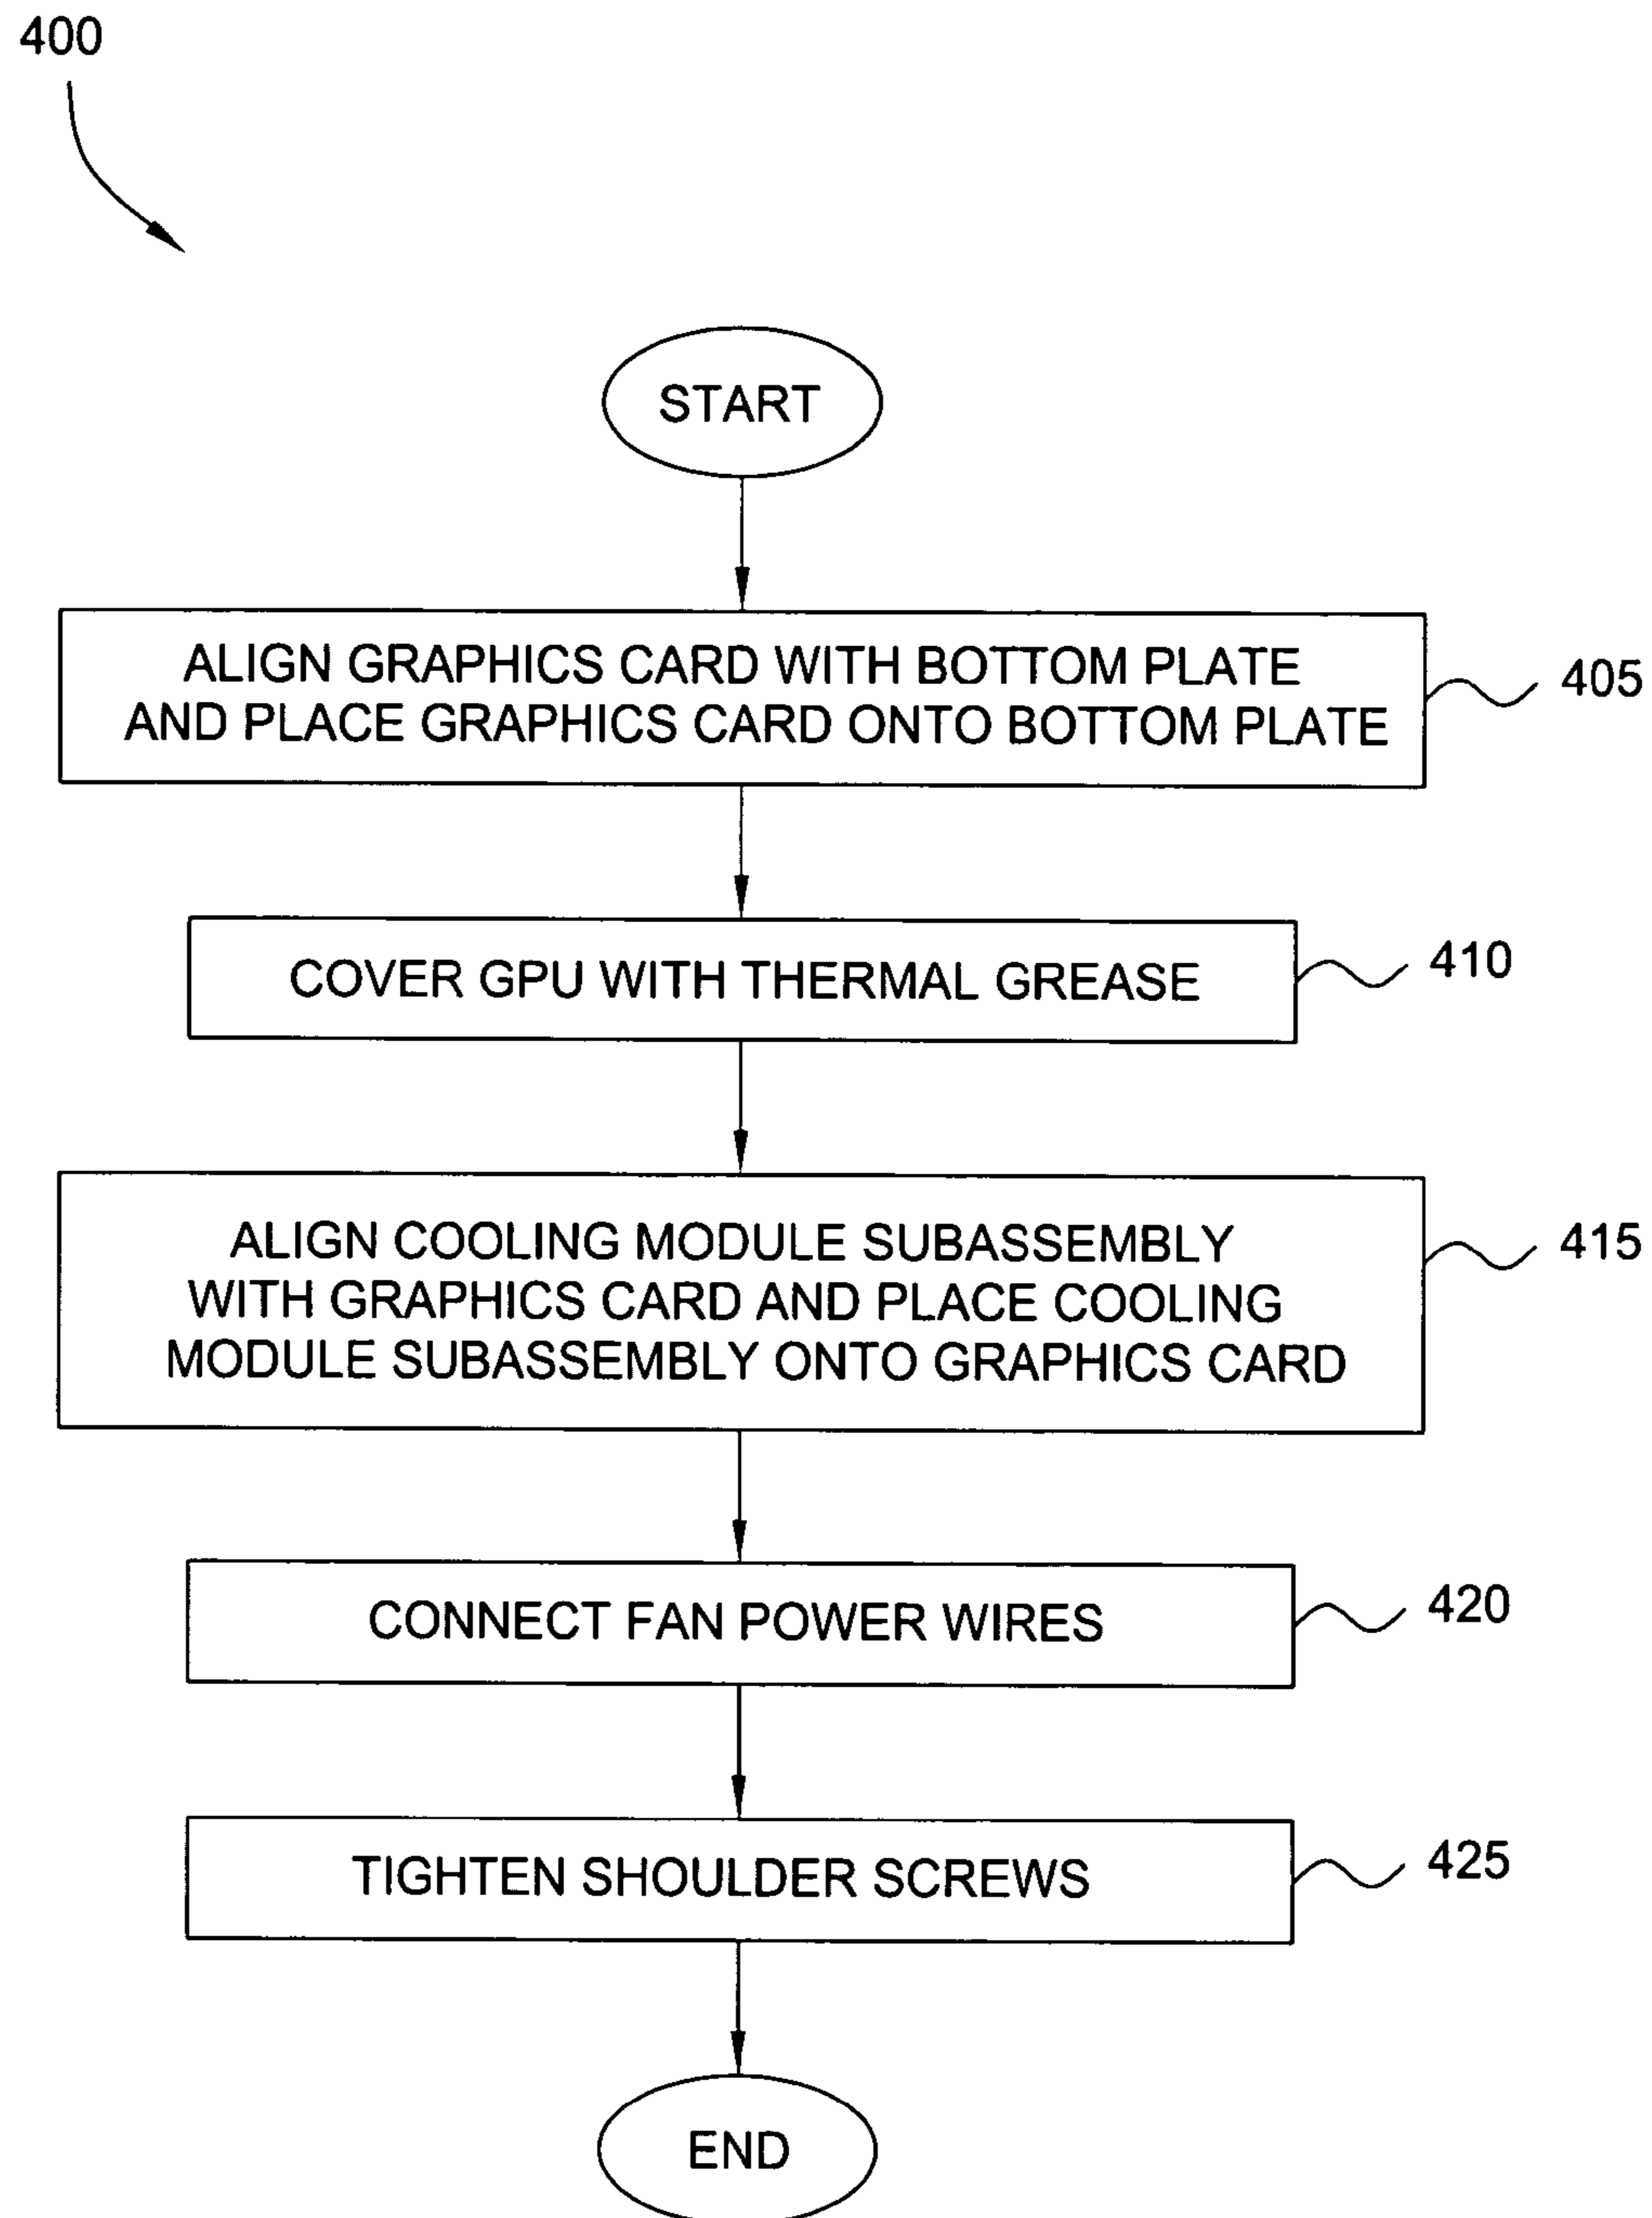 400
START
ALIGN GRAPHICS CARD WITH BOTTOM PLATE
AND PLACE GRAPHICS CARD ONTO BOTTOM PLATE
405
COVER GPU WITH THERMAL GREASE
410
ALIGN COOLING MODULE SUBASSEMBLY
WITH GRAPHICS CARD AND PLACE COOLING
MODULE SUBASSEMBLY ONTO GRAPHICS CARD
415
CONNECT FAN POWER WIRES
420
TIGHTEN SHOULDER SCREWS
425
END